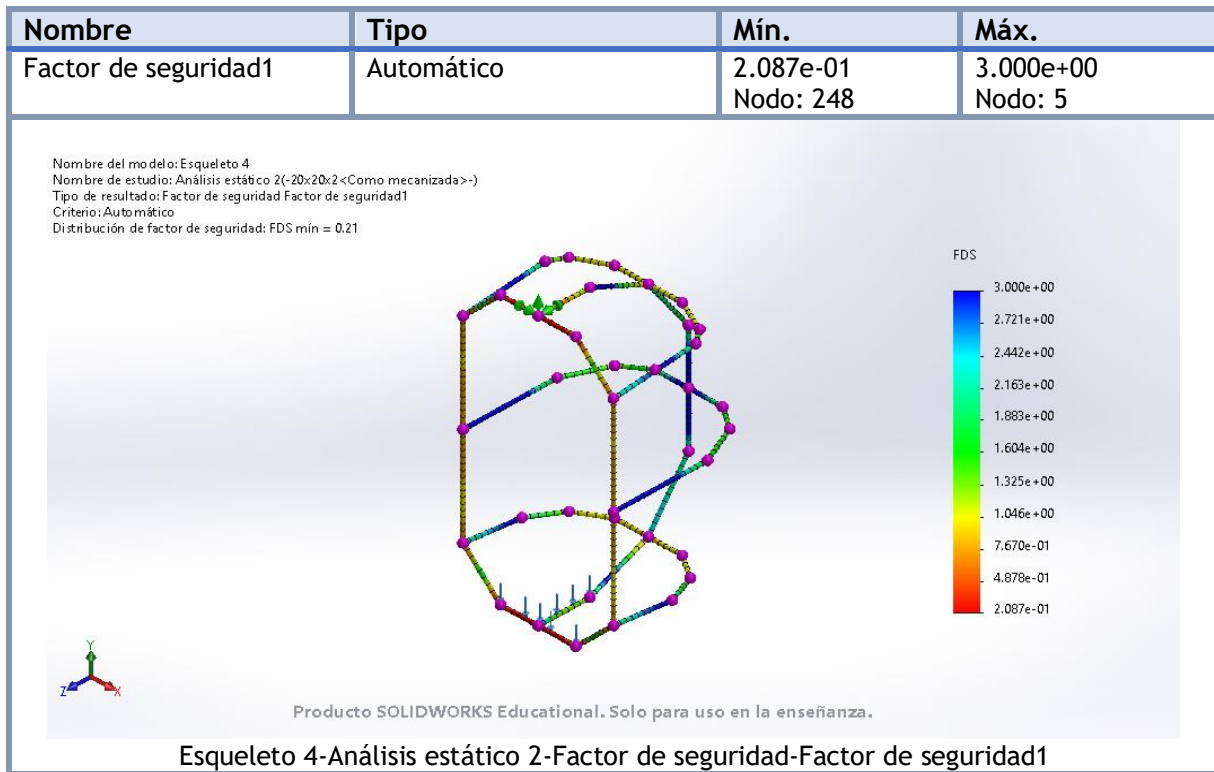 Nombre Tipo Mín. Máx.
Factor de seguridad1 Automático 2.087e-01 3.000e+00
Nodo: 248 Nodo: 5
Nombre del modelo: Esqueleto 4
Nombre de estudio: Análisis estático 2(-20x20x2<Como mecanizada>-)
Tipo de resultado: Factor de seguridad Factor de seguridad1
Criterio: Automático
Distribución de factor de seguridad: FDS mín = 0.21
FDS
3.000e+00
2.721e+00
2.442e+00
2.163e+00
1.883e+00
1.604e+00
1.325e+00
1.046e+00
7.670e-01
4.878e-01
2.087e-01
Y
Z X
Producto SOLIDWORKS Educational. Solo para uso en la enseñanza.
Esqueleto 4-Análisis estático 2-Factor de seguridad-Factor de seguridad1